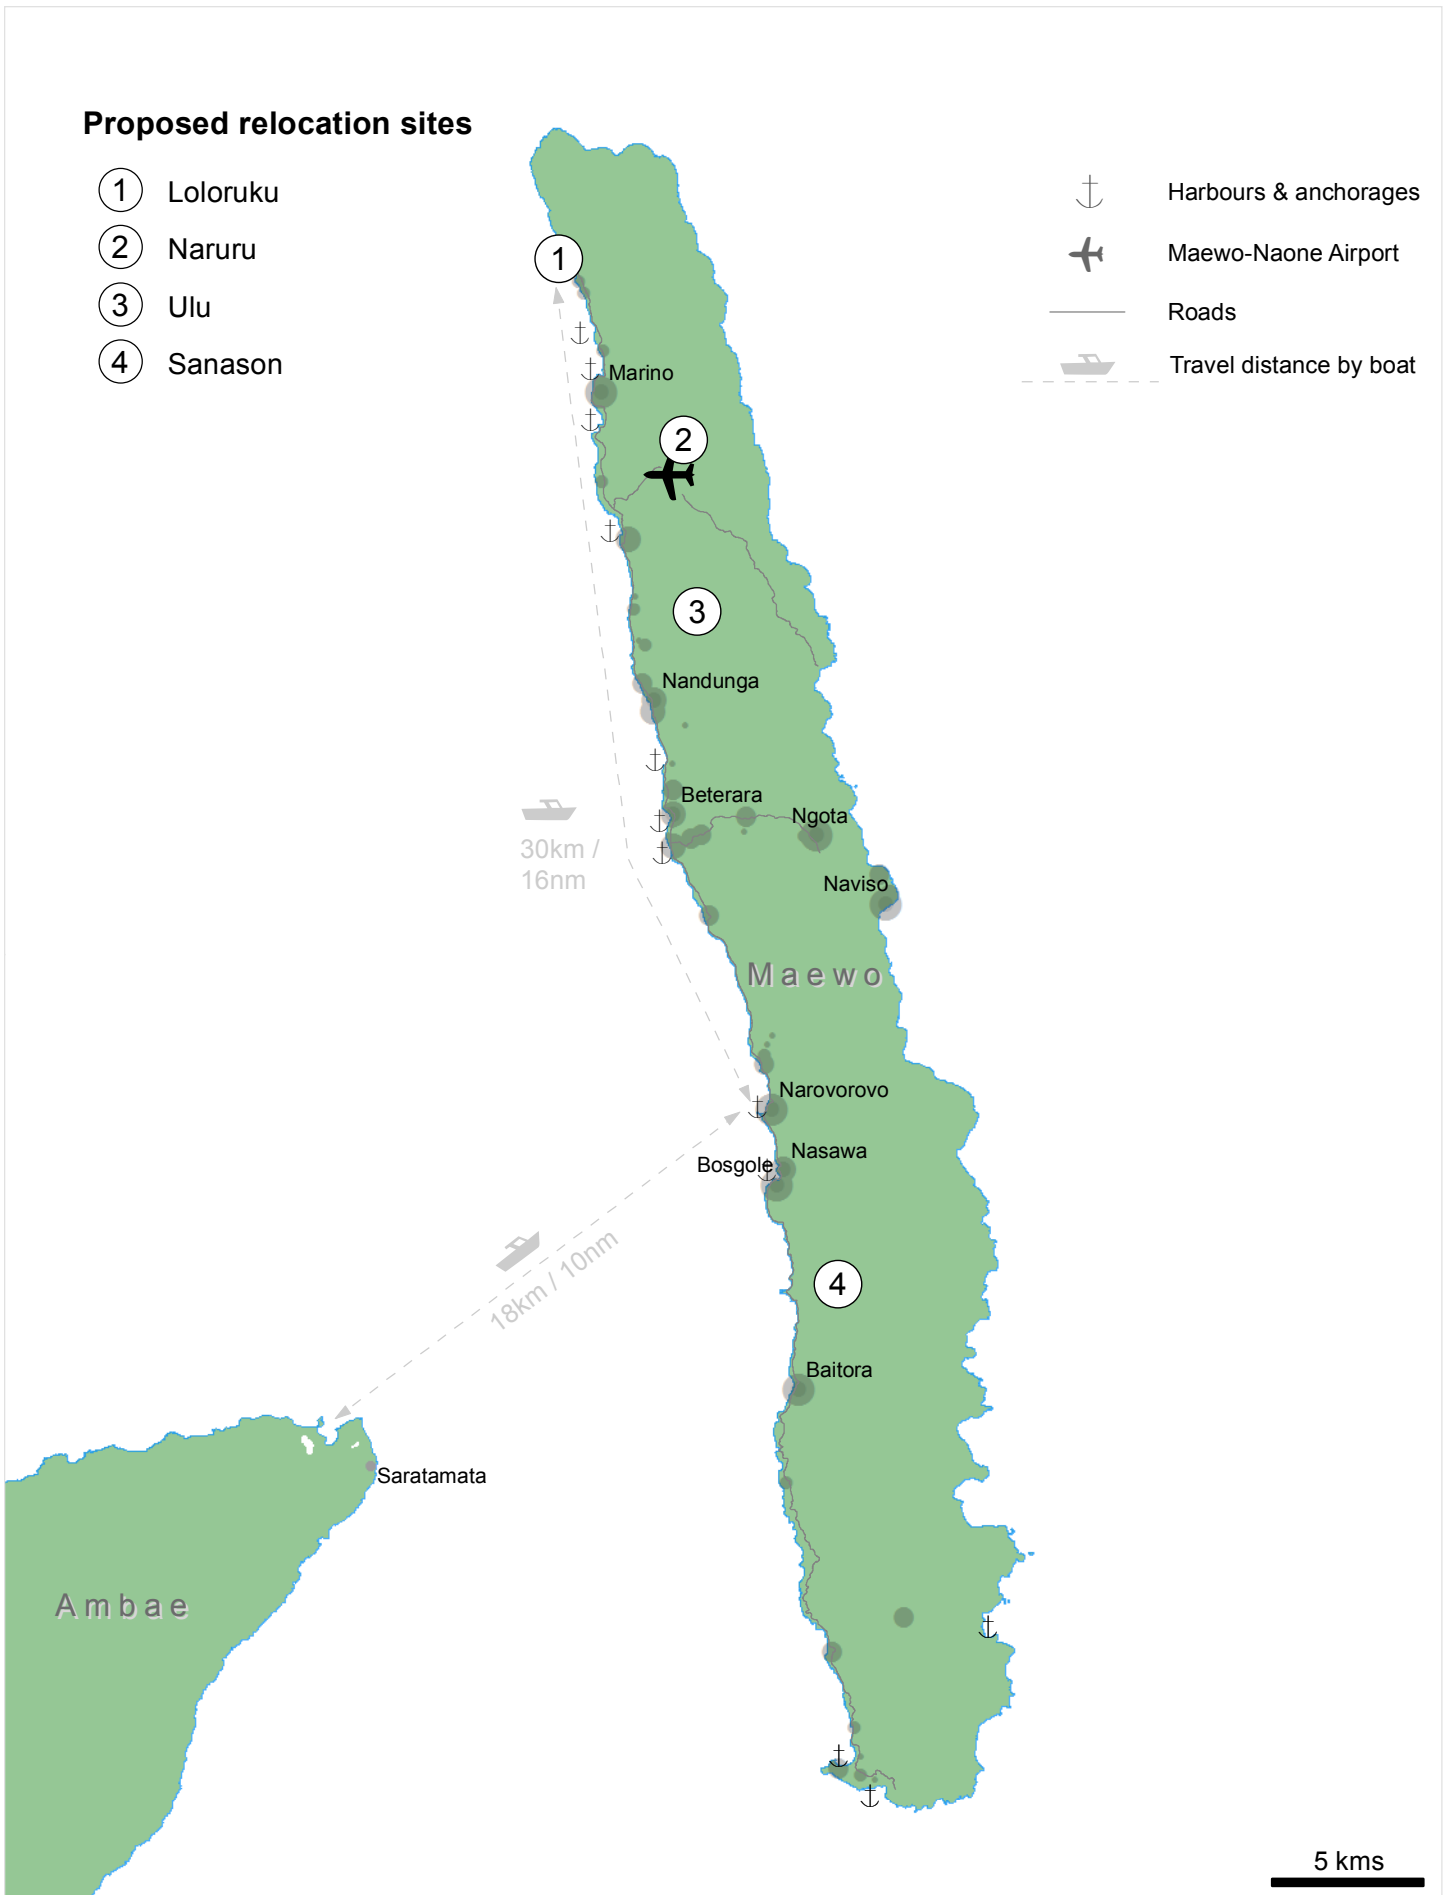 Proposed relocation sites
1 Loloruku
2 Naruru
3 Ulu
4 Sanason
Harbours & anchorages
Maewo-Naone Airport
Roads
Travel distance by boat
1
Marino
2
3
Nandunga
Beterara
Ngota
30km /
16nm
Naviso
Maewo
Narovorovo
Nasawa
Bosgole
18km / 10nm
4
Baitora
Saratamata
Ambae
5 kms